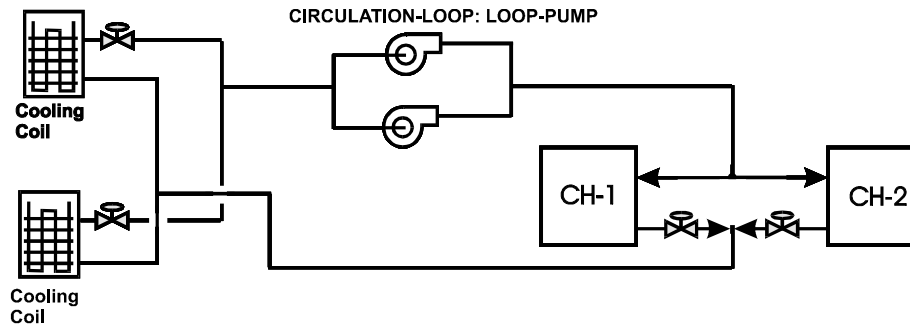 CIRCULATION-LOOP: LOOP-PUMP
Cooling
Coil
CH-1
CH-2
Cooling
Coil